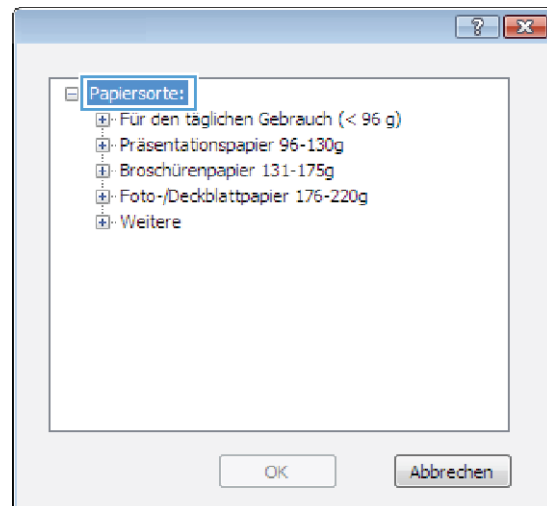 Papiersorte:
Für den täglichen Gebrauch (< 96 g)
Präsentationspapier 96-130g
Broschürenpapier 131-175g
Foto-/Deckblattpapier 176-220g
Weitere
OK
Abbrechen